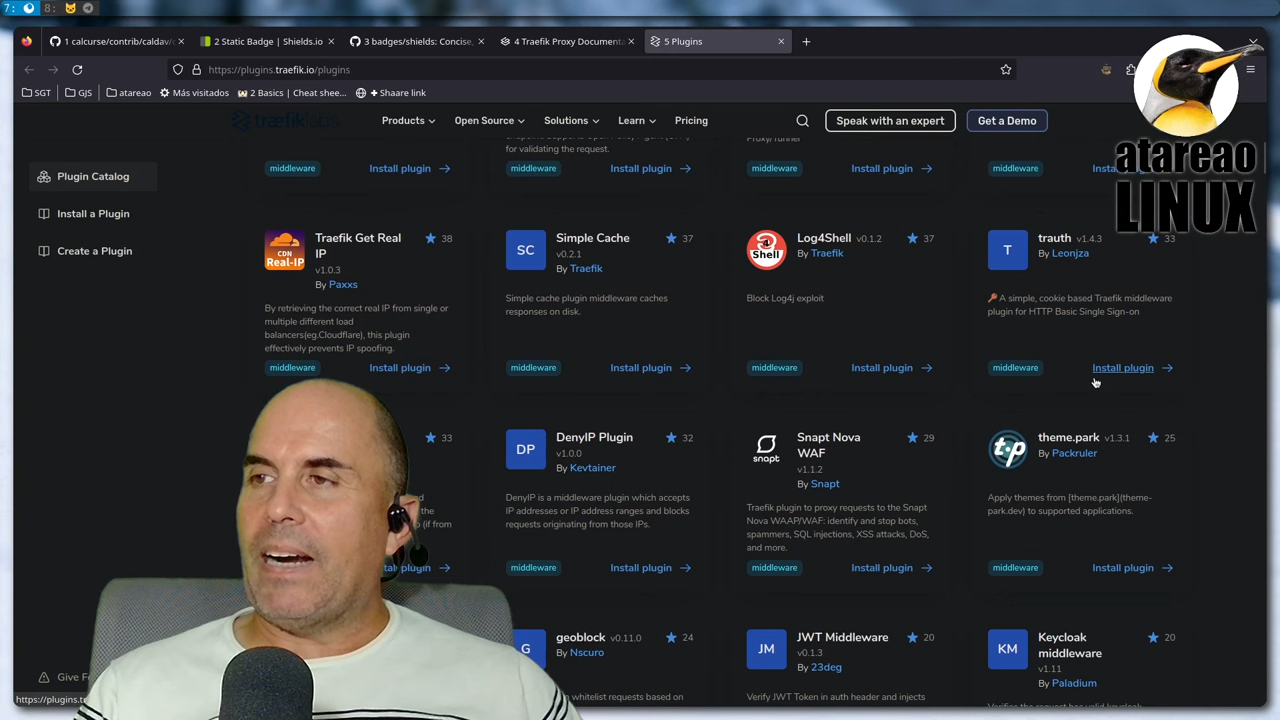 7:
8:
1 calcurse/contrib/caldav/
2 Static Badge | Shields.io
3 badges/shields: Concise,
4 Traefik Proxy Documenta
5 Plugins
https://plugins.traefik.io/plugins
SGT
GJS
atareao
Más visitados
2 Basics | Cheat shee...
+ Shaare link
træfiklabs
Products
Open Source
Solutions
Learn
Pricing
Speak with an expert
Get a Demo
atareao
LINUX
Plugin Catalog
Install a Plugin
Create a Plugin
for validating the request.
middleware
Install plugin
middleware
Install plugin
middleware
Install plugin
middleware
Traefik Get Real
IP
38
v1.0.3
By Paxxs
By retrieving the correct real IP from single or
multiple different load
balancers(eg.Cloudflare), this plugin
effectively prevents IP spoofing.
middleware
Install plugin
SC
Simple Cache
37
v0.2.1
By Traefik
Simple cache plugin middleware caches
responses on disk.
middleware
Install plugin
4
Shell
Log4Shell v0.1.2
37
By Traefik
Block Log4j exploit
middleware
Install plugin
T
trauth v1.4.3
33
By Leonjza
A simple, cookie based Traefik middleware
plugin for HTTP Basic Single Sign-on
middleware
Install plugin
33
(if from
plugin
DP
DenyIP Plugin
32
v1.0.0
By Kevtainer
DenyIP is a middleware plugin which accepts
IP addresses or IP address ranges and blocks
requests originating from those IPs.
middleware
Install plugin
snapt
Snapt Nova
WAF
29
v1.1.2
By Snapt
Traefik plugin to proxy requests to the Snapt
Nova WAAP/WAF: identify and stop bots,
spammers, SQL injections, XSS attacks, DoS,
and more.
middleware
Install plugin
t·p
theme.park v1.3.1
25
By Packruler
Apply themes from [theme.park](theme-
park.dev) to supported applications.
middleware
Install plugin
G
geoblock v0.11.0
24
By Nscuro
whitelist requests based on
JM
JWT Middleware
20
v0.1.3
By 23deg
Verify JWT Token in auth header and injects
KM
Keycloak
middleware
20
v1.11
By Paladium
Give
https://plugins.t